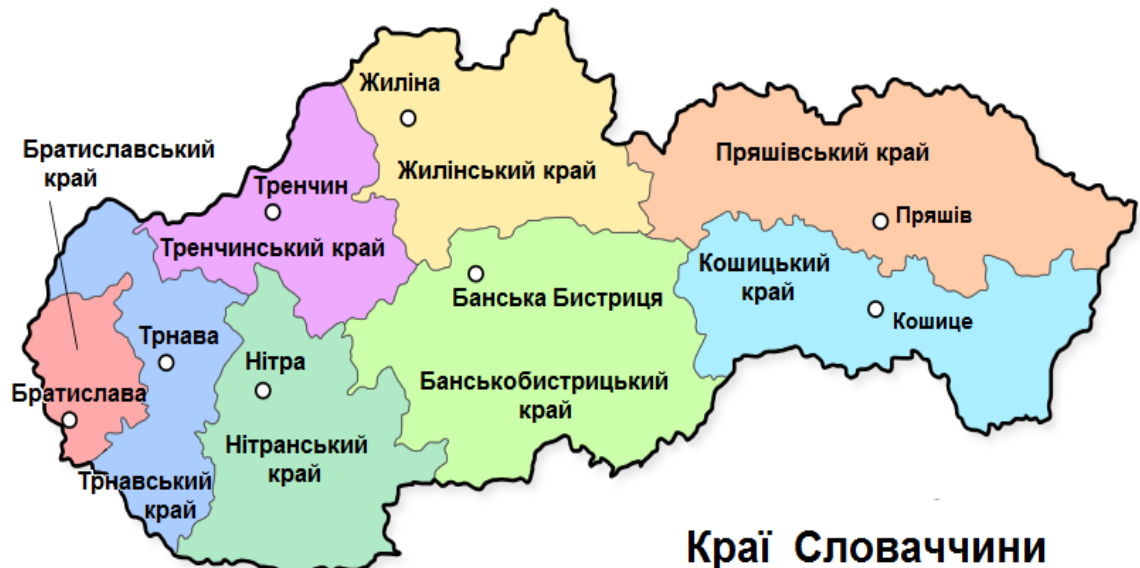 Жиліна
Жилінський край
Пряшівський край
Пряшів
Братиславський
край
Тренчин
Тренчинський край
Кошицький
край
Кошице
Банська Бистриця
Банськобистрицький
край
Трнава
Нітра
Братислава
Нітранський
край
Трнавський
край
Краї Словаччини